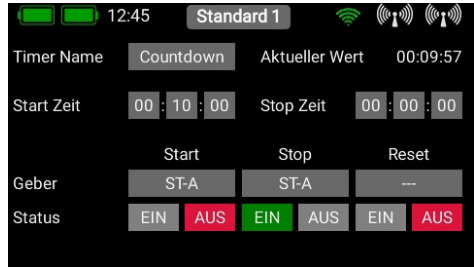 12:45 Standard 1
Timer Name Countdown Aktueller Wert 00:09:57
Start Zeit 00 : 10 : 00 Stop Zeit 00 : 00 : 00
Start Stop Reset
Geber ST-A ST-A ---
Status EIN AUS EIN AUS EIN AUS